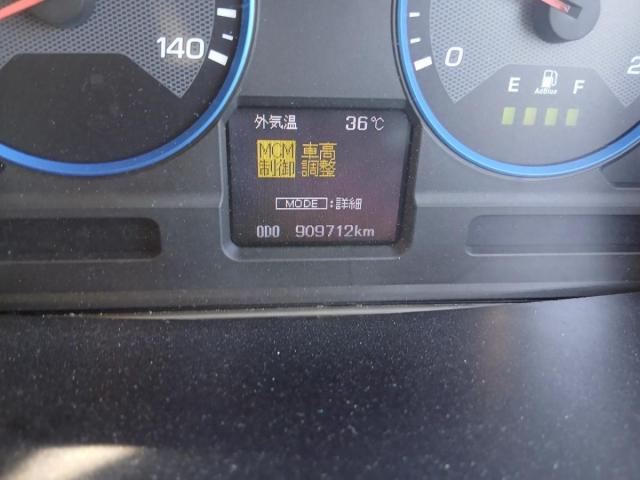 140
0
2
E F
AdBlue
外気温 36℃
MCM 車高
制御 調整
MODE :詳細
ODO 909712km